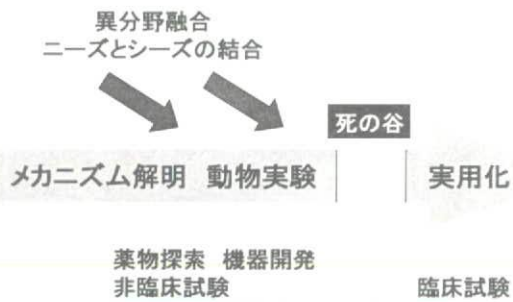 異分野融合
ニーズとシーズの結合
死の谷
メカニズム解明 動物実験 実用化
薬物探索 機器開発
非臨床試験 臨床試験